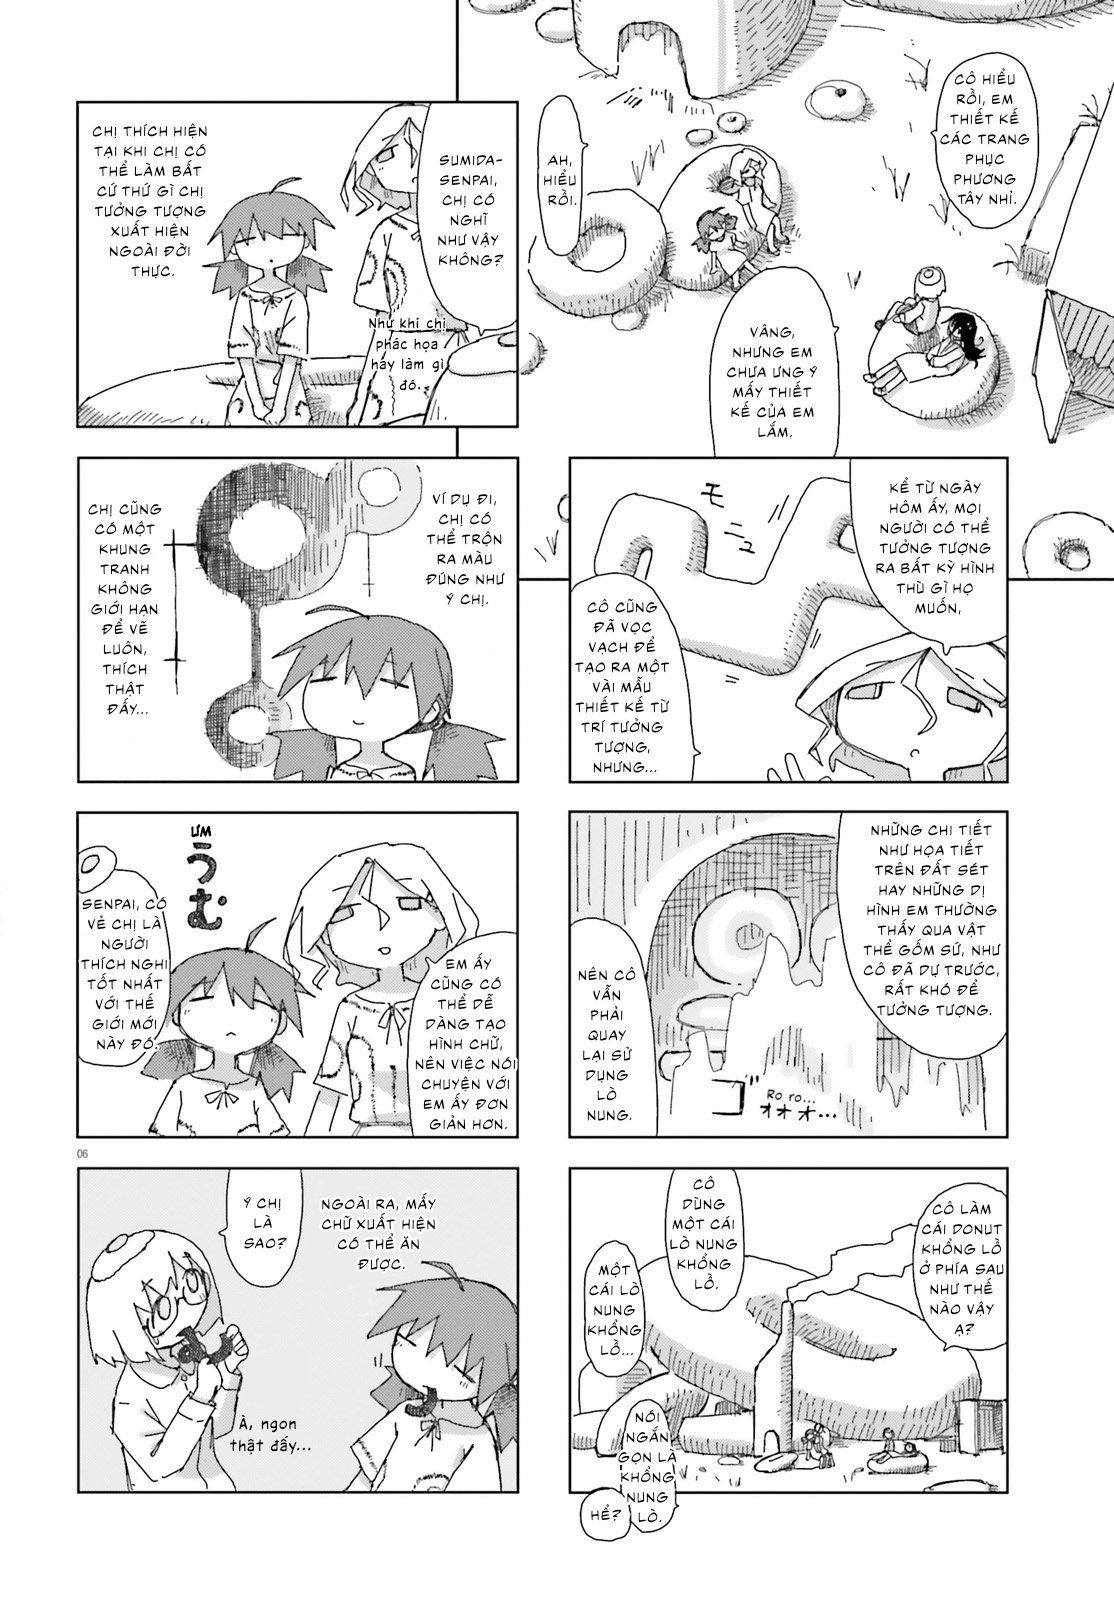 CÔ HIỂU
RỒI, EM
THIẾT KẾ
CÁC TRANG
PHỤC
PHƯƠNG
TÂY NHỈ.
AH,
HIỂU
RỒI.
VÂNG,
NHƯNG EM
CHƯA ƯNG Ý
MẤY THIẾT
KẾ CỦA EM
LẮM.
KỂ TỪ NGÀY
HÔM ẤY, MỌI
NGƯỜI CÓ THỂ
TƯỞNG TƯỢNG
RA BẤT KỲ HÌNH
THÙ GÌ HỌ
MUỐN,
モニュ
CÔ CŨNG
ĐÃ VỌC
VẠCH ĐỂ
TẠO RA MỘT
VÀI MẪU
THIẾT KẾ TỪ
TRÍ TƯỞNG
TƯỢNG,
NHƯNG...
NHỮNG CHI TIẾT
NHƯ HỌA TIẾT
TRÊN ĐẤT SÉT
HAY NHỮNG DỊ
HÌNH EM THƯỜNG
THẤY QUA VẬT
THỂ GỐM SỨ, NHƯ
CÔ ĐÃ DỰ TRƯỚC,
RẤT KHÓ ĐỂ
TƯỞNG TƯỢNG.
NÊN CÔ
VẪN
PHẢI
QUAY
LẠI SỬ
DỤNG
LÒ
NUNG.
Ro ro...
ゴオオオ...
CÔ LÀM
CÁI DONUT
KHỔNG LỒ
Ở PHÍA SAU
NHƯ THẾ
NÀO VẬY
Ạ?
CÔ
DÙNG
MỘT CÁI
LÒ NUNG
KHỔNG
LỒ.
MỘT
CÁI LÒ
NUNG
KHỔNG
LỒ...
NÓI
NGẮN
GỌN LÀ
KHỔNG
NUNG
LÒ.
HỂ?
SUMIDA-
SENPAI,
CHỊ CÓ
NGHĨ
NHƯ VẬY
KHÔNG?
CHỊ THÍCH HIỆN
TẠI KHI CHỊ CÓ
THỂ LÀM BẤT
CỨ THỨ GÌ CHỊ
TƯỞNG TƯỢNG
XUẤT HIỆN
NGOÀI ĐỜI
THỰC.
Như khi chị
phác họa
hay làm gì
đó.
VÍ DỤ ĐI,
CHỊ CÓ
THỂ TRỘN
RA MÀU
ĐÚNG NHƯ
Ý CHỊ.
CHỊ CŨNG
CÓ MỘT
KHUNG
TRANH
KHÔNG
GIỚI HẠN
ĐỂ VẼ
LUÔN,
THÍCH
THẬT
ĐẤY...
EM ẤY
CŨNG CÓ
THỂ DỄ
DÀNG TẠO
HÌNH CHỮ,
NÊN VIỆC NÓI
CHUYỆN VỚI
EM ẤY ĐƠN
GIẢN HƠN.
ƯM
うむ
SENPAI, CÓ
VẺ CHỊ LÀ
NGƯỜI
THÍCH NGHI
TỐT NHẤT
VỚI THẾ
GIỚI MỚI
NÀY ĐÓ.
06
NGOÀI RA, MẤY
CHỮ XUẤT HIỆN
CÓ THỂ ĂN
ĐƯỢC.
Ý CHỊ
LÀ
SAO?
À, ngon
thật đấy...